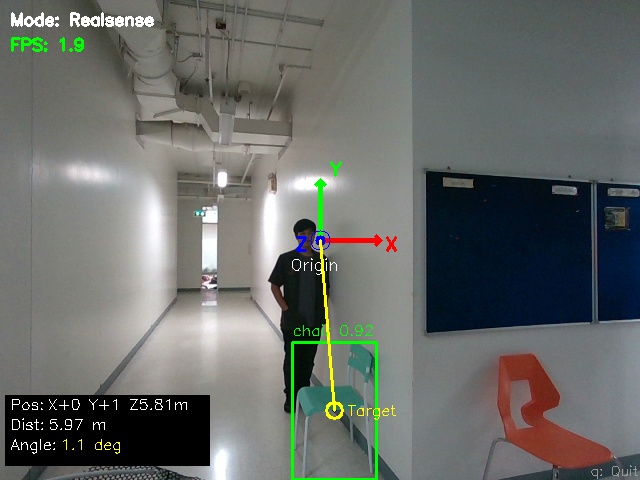 Mode: Realsense
FPS: 1.9
Y
Z
X
Origin
chair 0.92
Target
Pos: X+0 Y+1 Z5.81m
Dist: 5.97 m
Angle: 1.1 deg
q: Quit